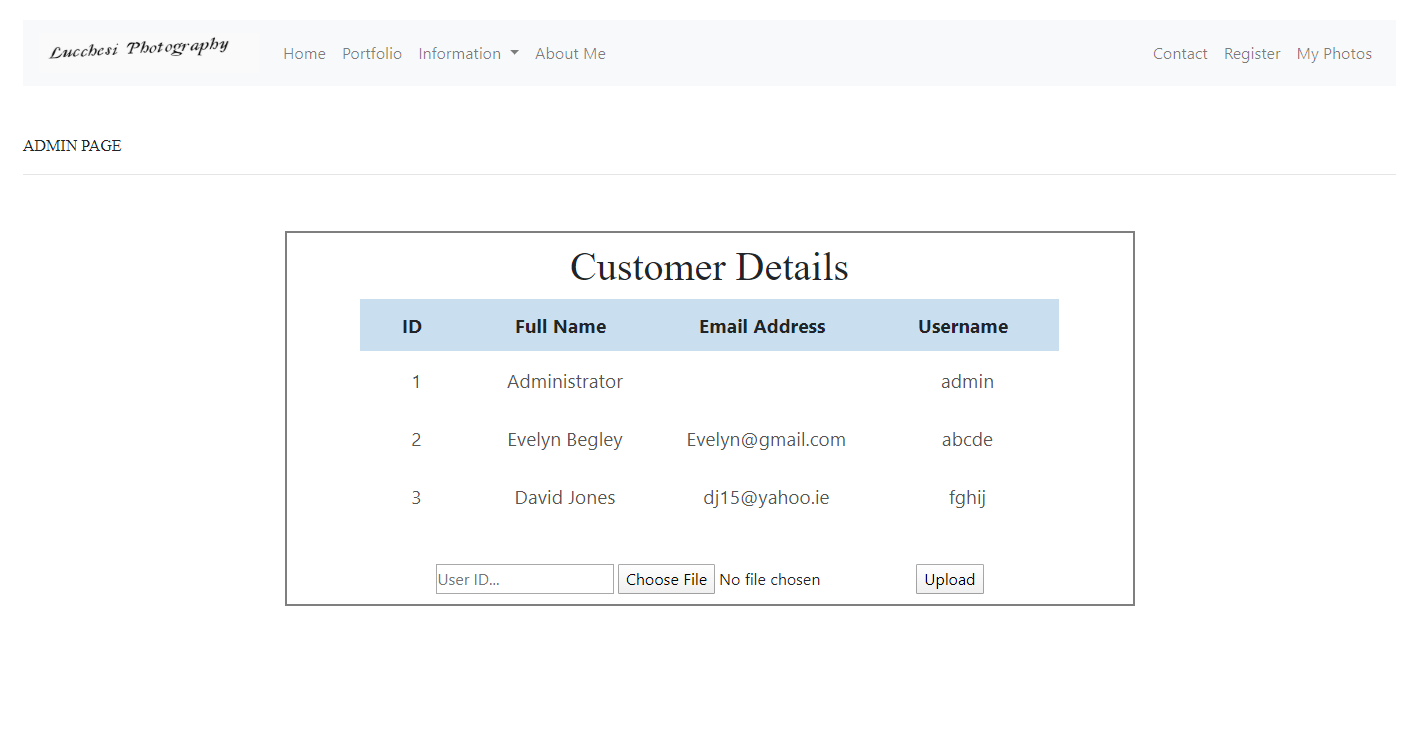 Lucchesi Photography Home Portfolio Information About Me Contact Register My Photos
ADMIN PAGE
Customer Details
ID Full Name Email Address Username
1 Administrator admin
2 Evelyn Begley Evelyn@gmail.com abcde
3 David Jones dj15@yahoo.ie fghij
User ID... Choose File No file chosen Upload